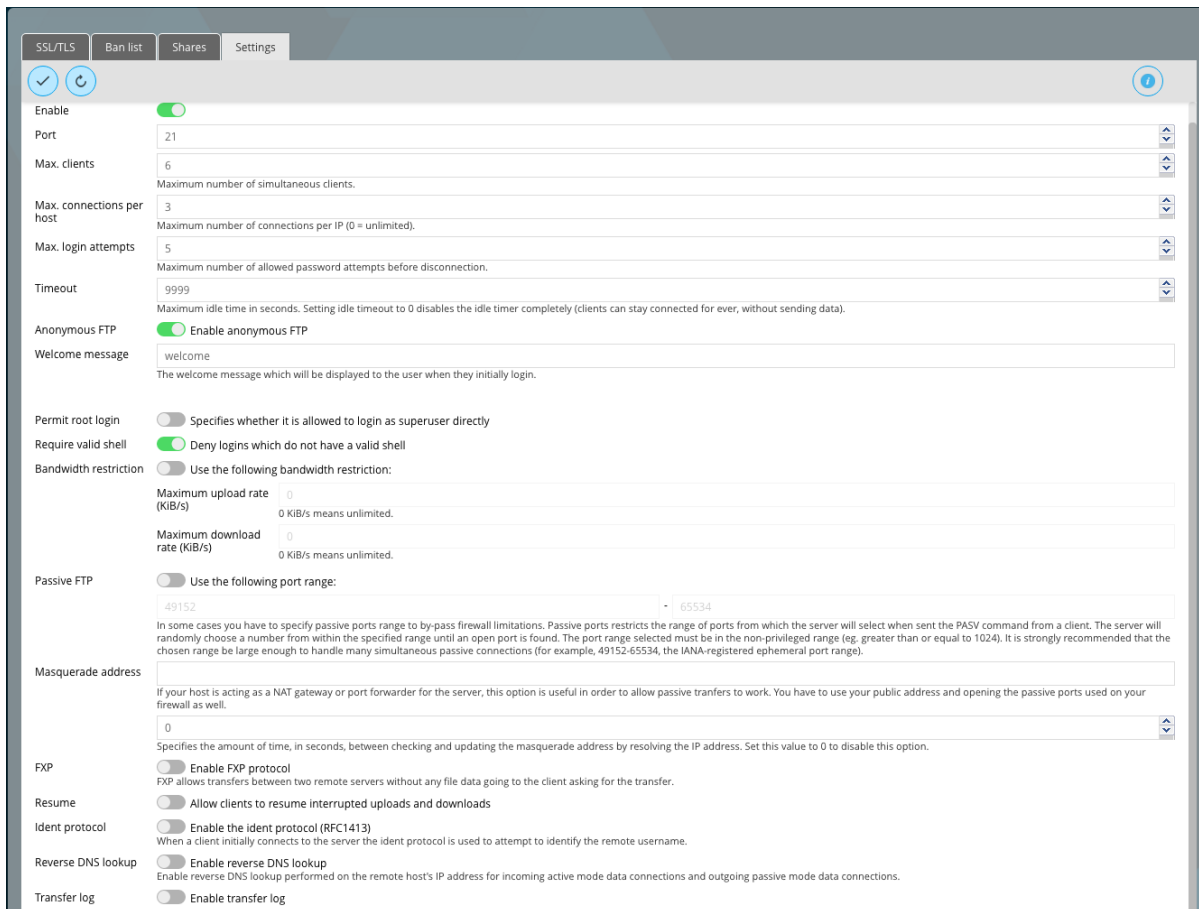 SSL/TLS Ban list Shares Settings
Enable
Port 21
Max. clients 6
Maximum number of simultaneous clients.
Max. connections per
host
3
Maximum number of connections per IP (0 = unlimited).
Max. login attempts 5
Maximum number of allowed password attempts before disconnection.
Timeout 9999
Maximum idle time in seconds. Setting idle timeout to 0 disables the idle timer completely (clients can stay connected for ever, without sending data).
Anonymous FTP Enable anonymous FTP
Welcome message welcome
The welcome message which will be displayed to the user when they initially login.
Permit root login Specifies whether it is allowed to login as superuser directly
Require valid shell Deny logins which do not have a valid shell
Bandwidth restriction Use the following bandwidth restriction:
Maximum upload rate
(KiB/s)
0
0 KiB/s means unlimited.
Maximum download
rate (KiB/s)
0
0 KiB/s means unlimited.
Passive FTP Use the following port range:
49152 - 65534
In some cases you have to specify passive ports range to by-pass firewall limitations. Passive ports restricts the range of ports from which the server will select when sent the PASV command from a client. The server will
randomly choose a number from within the specified range until an open port is found. The port range selected must be in the non-privileged range (eg. greater than or equal to 1024). It is strongly recommended that the
chosen range be large enough to handle many simultaneous passive connections (for example, 49152-65534, the IANA-registered ephemeral port range).
Masquerade address
If your host is acting as a NAT gateway or port forwarder for the server, this option is useful in order to allow passive tranfers to work. You have to use your public address and opening the passive ports used on your
firewall as well.
0
Specifies the amount of time, in seconds, between checking and updating the masquerade address by resolving the IP address. Set this value to 0 to disable this option.
FXP Enable FXP protocol
FXP allows transfers between two remote servers without any file data going to the client asking for the transfer.
Resume Allow clients to resume interrupted uploads and downloads
Ident protocol Enable the ident protocol (RFC1413)
When a client initially connects to the server the ident protocol is used to attempt to identify the remote username.
Reverse DNS lookup Enable reverse DNS lookup
Enable reverse DNS lookup performed on the remote host's IP address for incoming active mode data connections and outgoing passive mode data connections.
Transfer log Enable transfer log